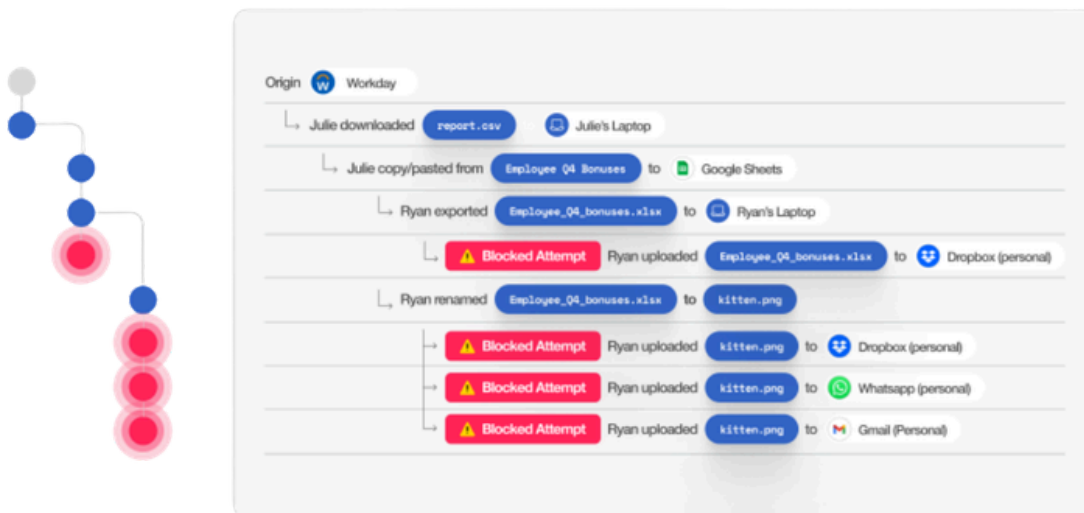 Origin Workday
Julie downloaded report.csv Julie's Laptop
Julie copy/pasted from Employee Q4 Bonuses to Google Sheets
Ryan exported Employee_Q4_bonuses.xlsx to Ryan's Laptop
Blocked Attempt Ryan uploaded Employee_Q4_bonuses.xlsx to Dropbox (personal)
Ryan renamed Employee_Q4_bonuses.xlsx to kitten.png
Blocked Attempt Ryan uploaded kitten.png to Dropbox (personal)
Blocked Attempt Ryan uploaded kitten.png to Whatsapp (personal)
Blocked Attempt Ryan uploaded kitten.png to Gmail (Personal)